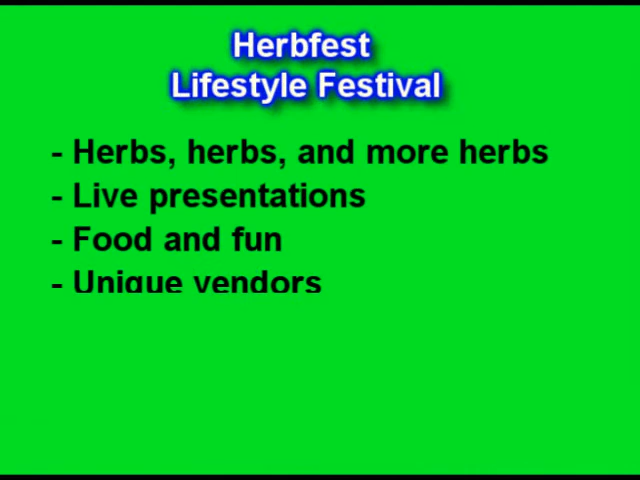 Herbfest
Lifestyle Festival
- Herbs, herbs, and more herbs
- Live presentations
- Food and fun
- Unique vendors